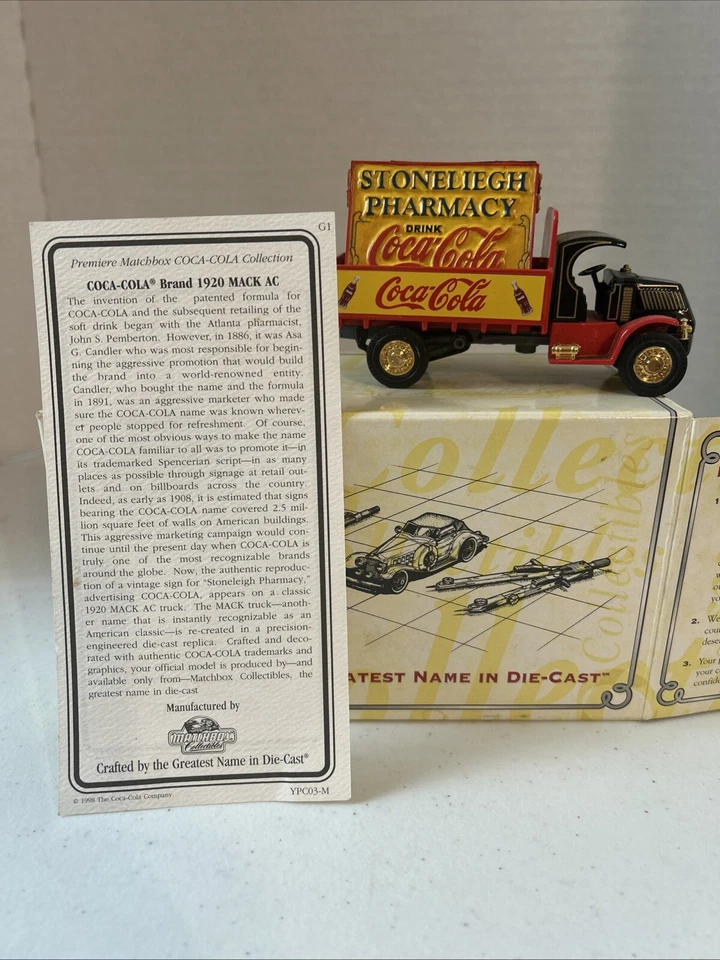 G1
Premiere Matchbox COCA-COLA Collection
COCA-COLA® Brand 1920 MACK AC
The invention of the patented formula for
COCA-COLA and the subsequent retailing of the
soft drink began with the Atlanta pharmacist,
John S. Pemberton. However, in 1886, it was Asa
G. Candler who was most responsible for begin-
ning the aggressive promotion that would build
the brand into a world-renowned entity.
Candler, who bought the name and the formula
in 1891, was an aggressive marketer who made
sure the COCA-COLA name was known wherev-
er people stopped for refreshment. Of course,
one of the most obvious ways to make the name
COCA-COLA familiar to all was to promote it—in
its trademarked Spencerian script—in as many
places as possible through signage at retail out-
lets and on billboards across the country.
Indeed, as early as 1908, it is estimated that signs
bearing the COCA-COLA name covered 2.5 mil-
lion square feet of walls on American buildings.
This aggressive marketing campaign would con-
tinue until the present day when COCA-COLA is
truly one of the most recognizable brands
around the globe. Now, the authentic reproduc-
tion of a vintage sign for "Stoneleigh Pharmacy,"
advertising COCA-COLA, appears on a classic
1920 MACK AC truck. The MACK truck—anoth-
er name that is instantly recognizable as an
American classic—is re-created in a precision-
engineered die-cast replica. Crafted and deco-
rated with authentic COCA-COLA trademarks and
graphics, your official model is produced by—and
available only from—Matchbox Collectibles, the
greatest name in die-cast
Manufactured by
MATCHBOX
Collectibles
Crafted by the Greatest Name in Die-Cast®
© 1998 The Coca-Cola Company
YPC03-M
STONELIEGH
PHARMACY
DRINK
Coca-Cola
Coca-Cola
ATEST NAME IN DIE-CAST™
2. We
cou
dese
3. Your
your c
confid